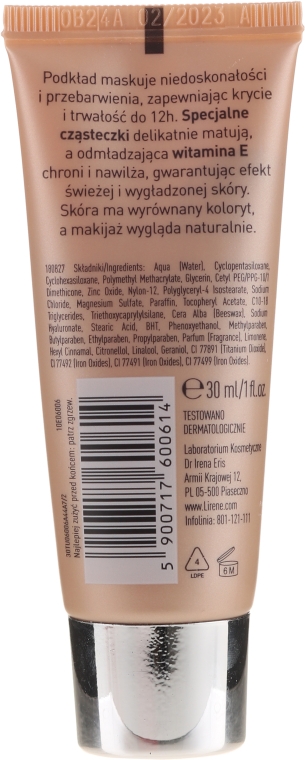 0B24A 02/2023 A
Podkład maskuje niedoskonałości
i przebarwienia, zapewniając krycie
i trwałość do 12h. Specjalne
cząsteczki delikatnie matują,
a odmładzająca witamina E
chroni i nawilża, gwarantując efekt
świeżej i wygładzonej skóry.
Skóra ma wyrównany koloryt,
a makijaż wygląda naturalnie.
180827 Składniki/Ingredients: Aqua (Water), Cyclopentasiloxane,
Cyclohexasiloxane, Polymethyl Methacrylate, Glycerin, Cetyl PEG/PPG-10/1
Dimethicone, Zinc Oxide, Nylon-12, Polyglyceryl-4 Isostearate, Sodium
Chloride, Magnesium Sulfate, Paraffin, Tocopheryl Acetate, C10-18
Triglycerides, Triethoxycaprylylsilane, Cera Alba (Beeswax), Sodium
Hyaluronate, Stearic Acid, BHT, Phenoxyethanol, Methylparaben,
Butylparaben, Ethylparaben, Propylparaben, Parfum (Fragrance), Limonene,
Hexyl Cinnamal, Citronellol, Linalool, Geraniol, CI 77891 (Titanium Dioxide),
CI 77492 (Iron Oxides), CI 77491 (Iron Oxides), CI 77499 (Iron Oxides)
10E06006
Najlepiej zużyć przed końcem: patrz zgrzew.
5 900717 600614
e 30 ml/1 fl.oz.
TESTOWANO
DERMATOLOGICZNIE
Laboratorium Kosmetyczne
Dr Irena Eris
Armii Krajowej 12,
PL 05-500 Piaseczno
www.Lirene.com
Infolinia: 801-121-111
4
LDPE
6M